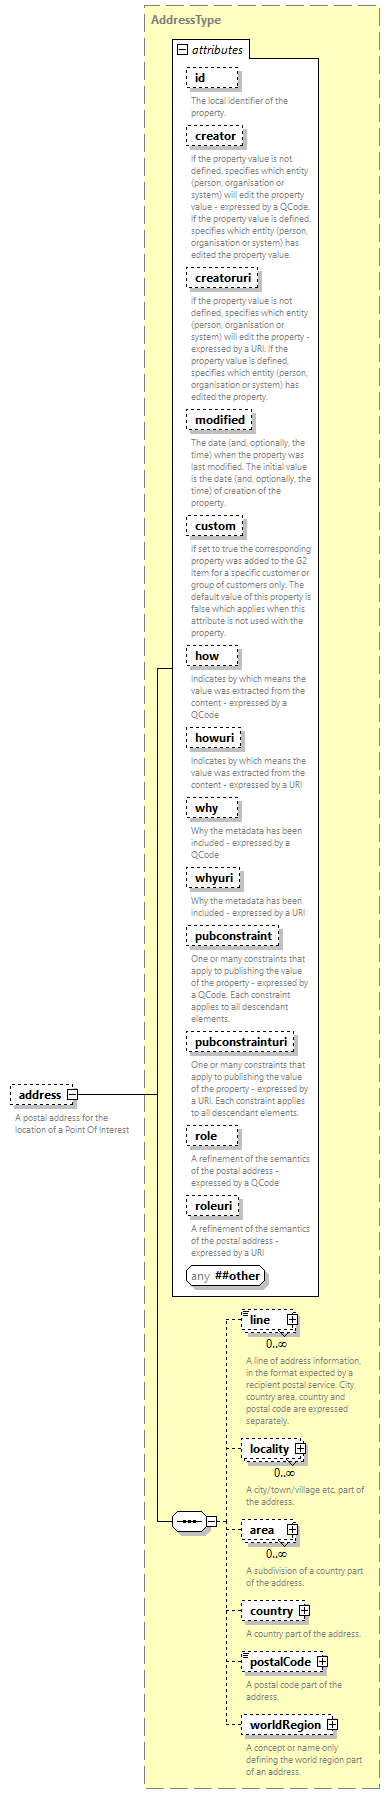 AddressType
attributes
id
The local identifier of the
property.
creator
If the property value is not
defined, specifies which entity
(person, organisation or
system) will edit the property
value - expressed by a QCode.
If the property value is defined,
specifies which entity (person,
organisation or system) has
edited the property value.
creatoruri
If the property value is not
defined, specifies which entity
(person, organisation or
system) will edit the property -
expressed by a URI. If the
property value is defined,
specifies which entity (person,
organisation or system) has
edited the property.
modified
The date (and, optionally, the
time) when the property was
last modified. The initial value
is the date (and, optionally, the
time) of creation of the
property.
custom
If set to true the corresponding
property was added to the G2
Item for a specific customer or
group of customers only. The
default value of this property is
false which applies when this
attribute is not used with the
property.
how
Indicates by which means the
value was extracted from the
content - expressed by a
QCode
howuri
Indicates by which means the
value was extracted from the
content - expressed by a URI
why
Why the metadata has been
included - expressed by a
QCode
whyuri
Why the metadata has been
included - expressed by a URI
pubconstraint
One or many constraints that
apply to publishing the value
of the property - expressed by
a QCode. Each constraint
applies to all descendant
elements.
pubconstrainturi
One or many constraints that
apply to publishing the value
of the property - expressed by
a URI. Each constraint applies
to all descendant elements.
role
A refinement of the semantics
of the postal address -
expressed by a QCode
roleuri
A refinement of the semantics
of the postal address -
expressed by a URI
any ##other
address
A postal address for the
location of a Point Of Interest
line
0..∞
A line of address information,
in the format expected by a
recipient postal service. City,
country area, country and
postal code are expressed
separately.
locality
0..∞
A city/town/village etc. part of
the address.
area
0..∞
A subdivision of a country part
of the address.
country
A country part of the address.
postalCode
A postal code part of the
address.
worldRegion
A concept or name only
defining the world region part
of an address.